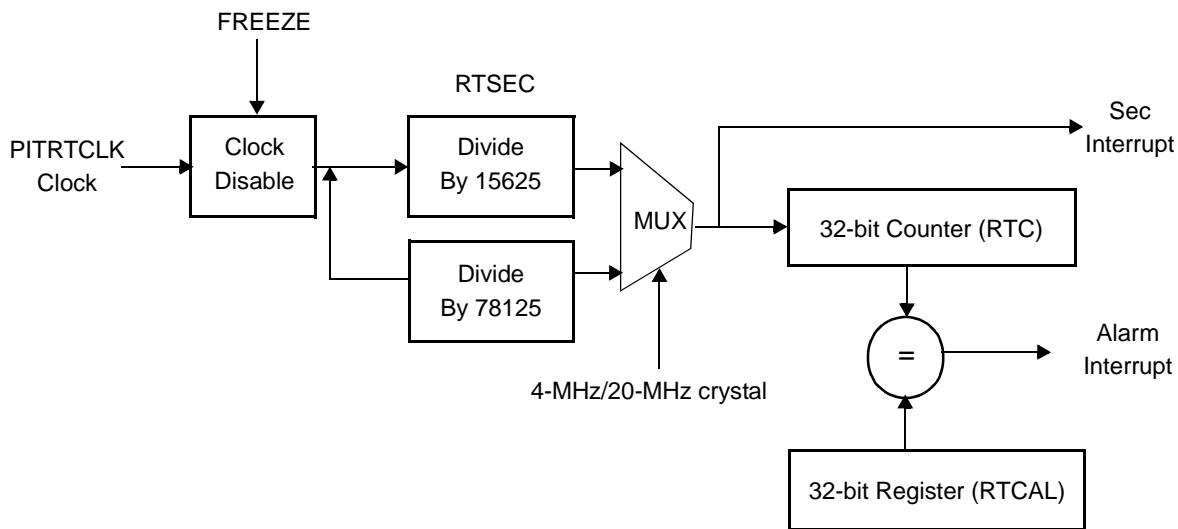 FREEZE
RTSEC
PITRTCLK
Clock
Clock
Disable
Divide
By 15625
Sec
Interrupt
MUX
32-bit Counter (RTC)
Divide
By 78125
=
Alarm
Interrupt
4-MHz/20-MHz crystal
32-bit Register (RTCAL)